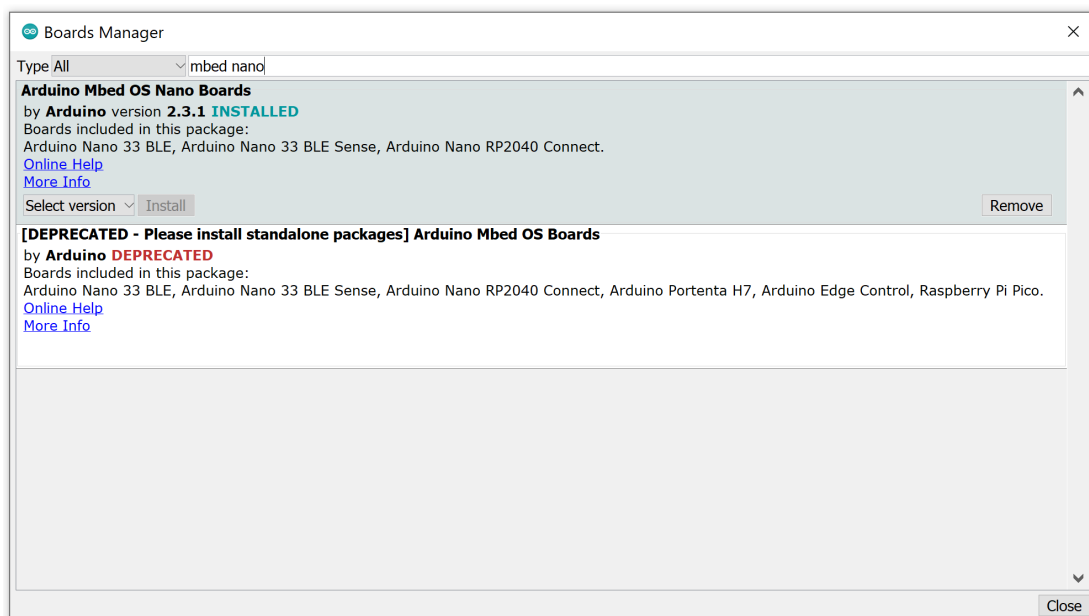 Boards Manager
Type All mbed nano
Arduino Mbed OS Nano Boards
by Arduino version 2.3.1 INSTALLED
Boards included in this package:
Arduino Nano 33 BLE, Arduino Nano 33 BLE Sense, Arduino Nano RP2040 Connect.
Online Help
More Info
Select version Install Remove
[DEPRECATED - Please install standalone packages] Arduino Mbed OS Boards
by Arduino DEPRECATED
Boards included in this package:
Arduino Nano 33 BLE, Arduino Nano 33 BLE Sense, Arduino Nano RP2040 Connect, Arduino Portenta H7, Arduino Edge Control, Raspberry Pi Pico.
Online Help
More Info
Close